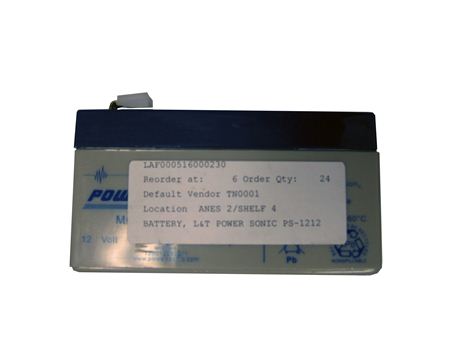 LAF000516000230
Reorder at: 6 Order Qty: 24
Default Vendor TN0001
Location ANES 2/SHELF 4
BATTERY, L&T POWER SONIC PS-1212
POW
M
12 Volt
Pb